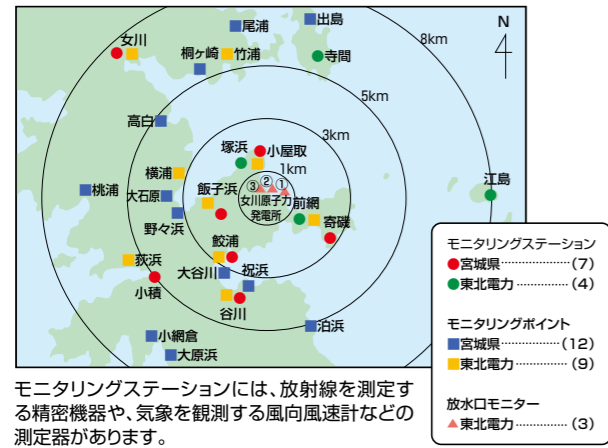 尾浦
出島
N
8km
女川
桐ヶ崎
竹浦
寺間
5km
高白
3km
塚浜
小屋取
1km
横浦
③
②
①
江島
桃浦
大石原
飯子浜
女川原子力
発電所
前網
野々浜
寄磯
鮫浦
荻浜
大谷川
祝浜
小積
谷川
泊浜
小網倉
大原浜
モニタリングステーション
宮城県…………(7)
東北電力…………(4)
モニタリングポイント
宮城県…………(12)
東北電力…………(9)
放水口モニター
東北電力…………(3)
モニタリングステーションには、放射線を測定す
る精密機器や、気象を観測する風向風速計などの
測定器があります。